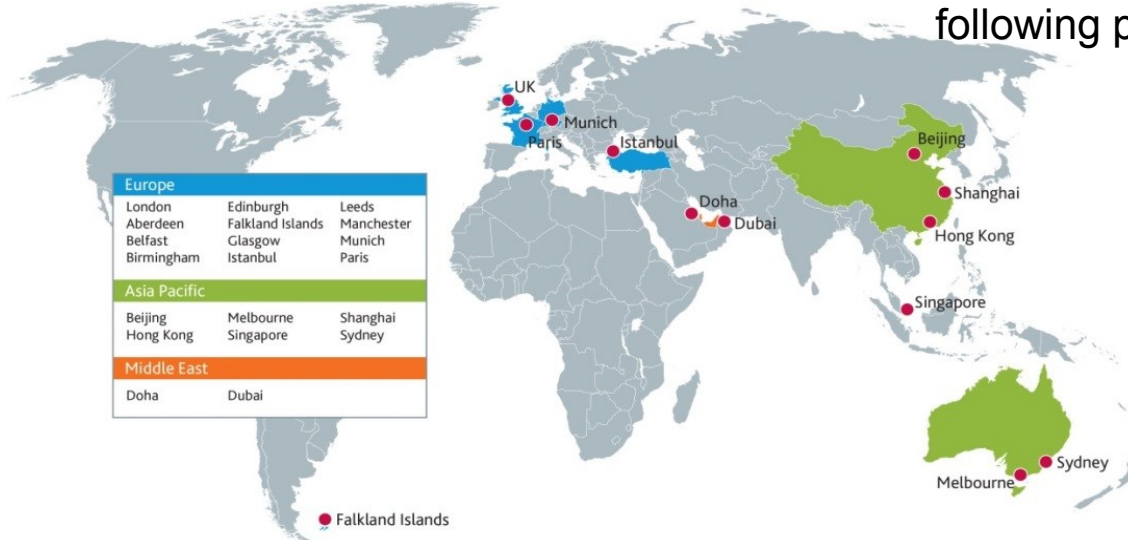 following p
UK
Munich
Paris
Istanbul
Beijing
Shanghai
Doha
Dubai
Hong Kong
Singapore
Sydney
Melbourne
Falkland Islands
Europe
London Edinburgh Leeds
Aberdeen Falkland Islands Manchester
Belfast Glasgow Munich
Birmingham Istanbul Paris
Asia Pacific
Beijing Melbourne Shanghai
Hong Kong Singapore Sydney
Middle East
Doha Dubai